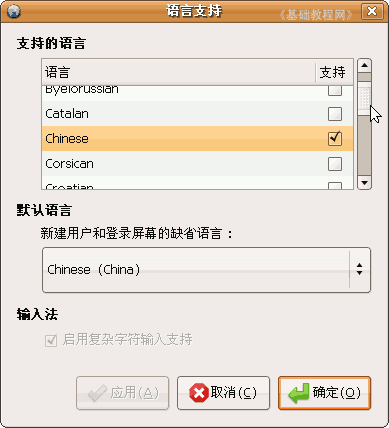 语言支持
《基础教程网》
支持的语言
语言 支持
Byelorussian
Catalan
Chinese
Corsican
Croatian
默认语言
新建用户和登录屏幕的缺省语言：
Chinese (China)
输入法
启用复杂字符输入支持
应用(A) 取消(C) 确定(O)